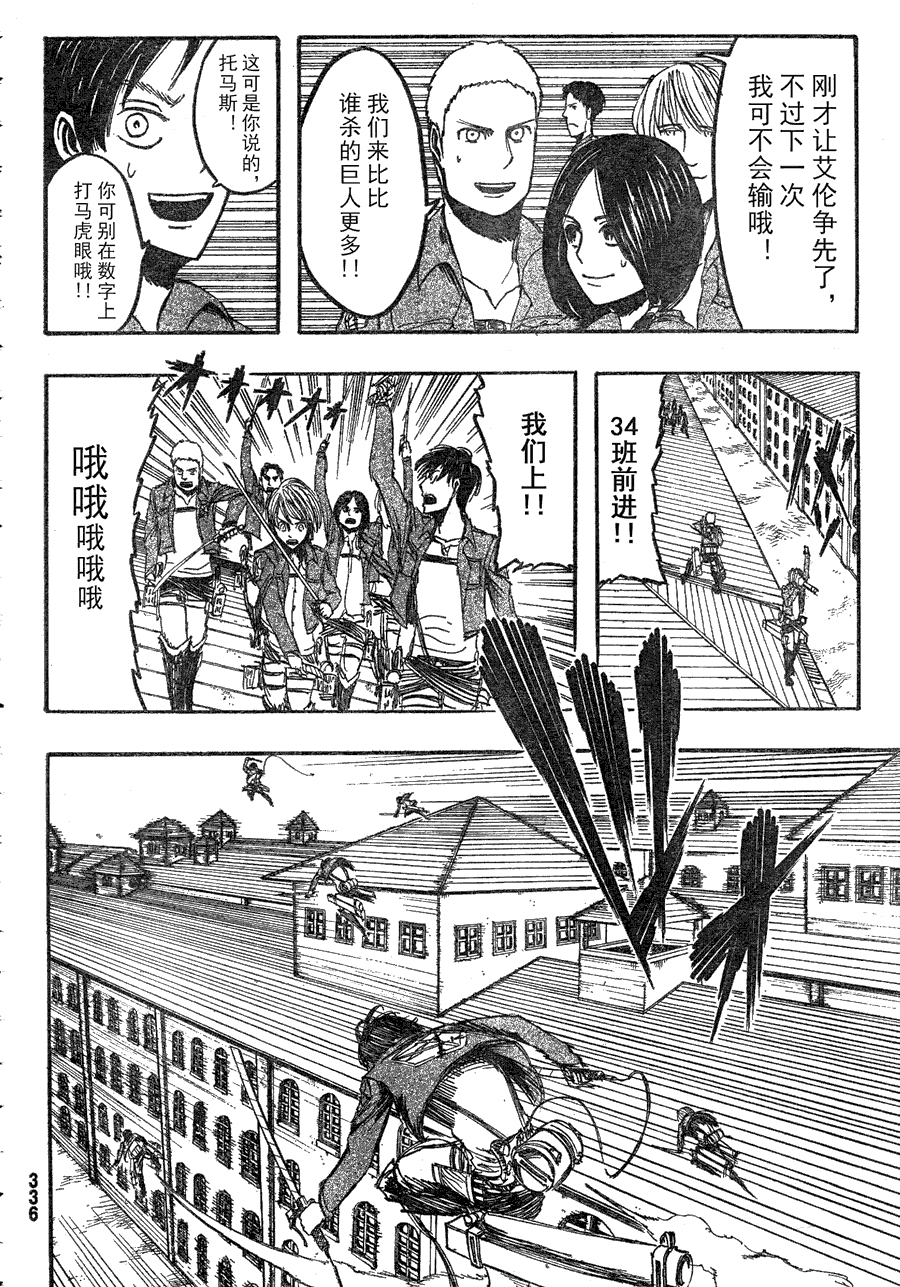 刚才让艾伦争先了，
不过下一次
我可不会输哦！
我们来比比
谁杀的巨人更多！！
这可是你说的，
托马斯！
你可别在数字上
打马虎眼哦！！
34班前进！！
我们上！！
哦哦哦哦哦
336